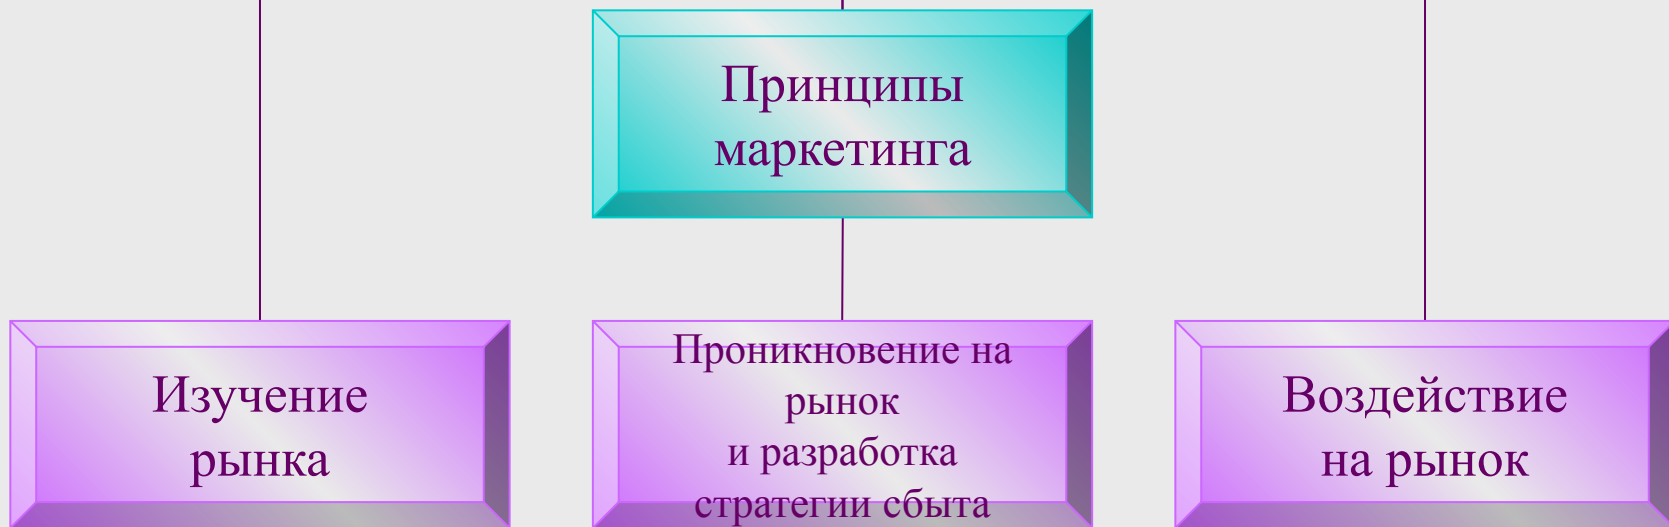 Принципы
маркетинга
Изучение
рынка
Проникновение на
рынок
и разработка
стратегии сбыта
Воздействие
на рынок